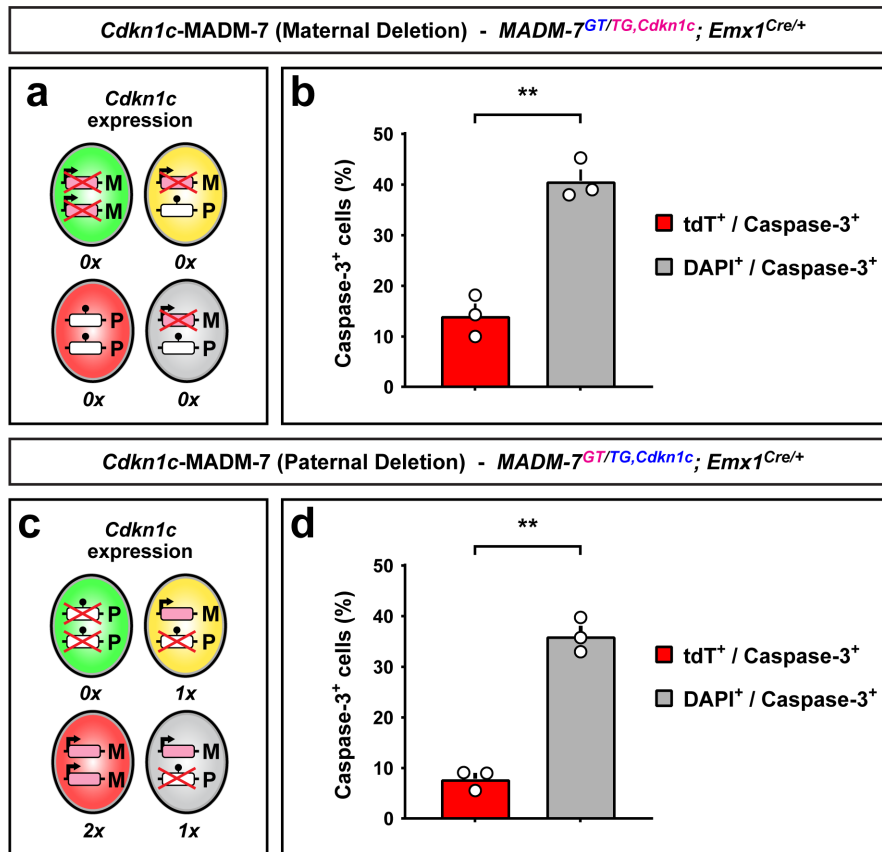 Cdkn1c-MADM-7 (Maternal Deletion) - MADM-7GT/TG,Cdkn1c; Emx1Cre/+
a
Cdkn1c
expression
M
M
0x
M
P
0x
P
P
0x
M
P
0x
b
**
Caspase-3+ cells (%)
50
40
30
20
10
0
tdT+ / Caspase-3+
DAPI+ / Caspase-3+
Cdkn1c-MADM-7 (Paternal Deletion) - MADM-7GT/TG,Cdkn1c; Emx1Cre/+
c
Cdkn1c
expression
P
P
0x
M
P
1x
M
M
2x
M
P
1x
d
**
Caspase-3+ cells (%)
50
40
30
20
10
0
tdT+ / Caspase-3+
DAPI+ / Caspase-3+